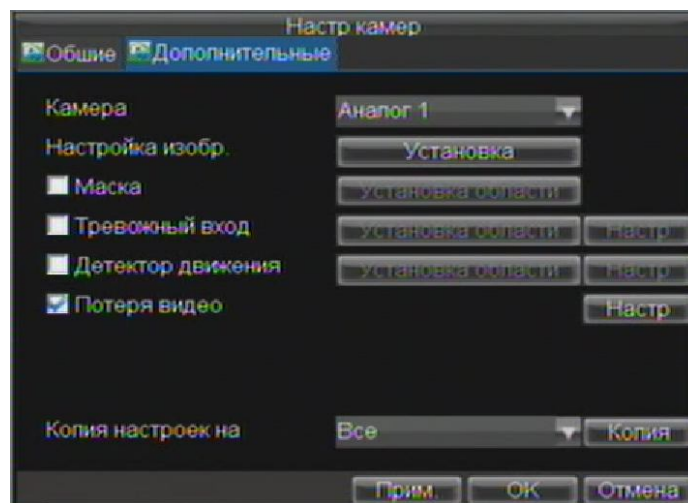 Настр камер
Обшие Дополнительные
Камера Аналог 1
Настройка изобр. Установка
Маска Установка области
Тревожный вход Установка области Настр
Детектор движения Установка области Настр
Потеря видео Настр
Копия настроек на Все Копия
Прим. OK Отмена